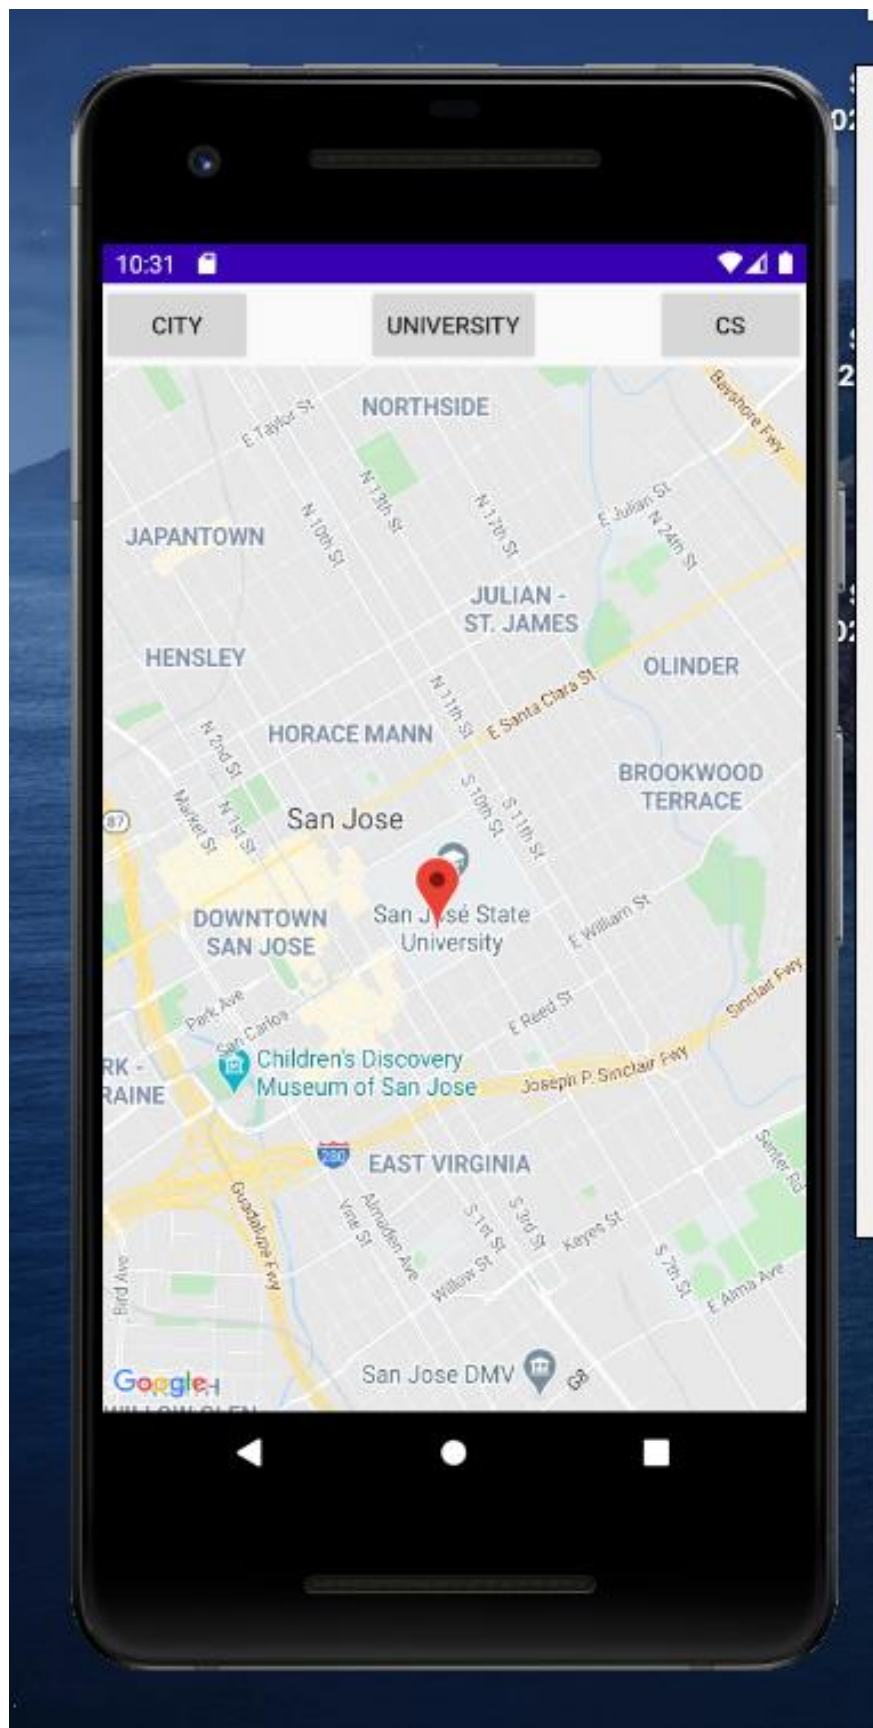 10:31
CITY
UNIVERSITY
CS
Bayshore Fwy
NORTHSIDE
E Taylor St
N 13th St
N 10th St
N 17th St
E Julian St
N 24th St
JAPANTOWN
JULIAN -
ST. JAMES
HENSLEY
OLINDER
N 11th St
E Santa Clara St
N 2nd St
HORACE MANN
BROOKWOOD
TERRACE
Market St
N 1st St
S 10th St
S 11th St
87
San Jose
DOWNTOWN
SAN JOSE
San José State
University
E William St
Park Ave
San Carlos
E Reed St
Sinclair Fwy
RK -
RAINE
Children's Discovery
Museum of San Jose
Joseph P. Sinclair Fwy
280
EAST VIRGINIA
Senter Rd
Guadalupe Fwy
Vine St
Almaden Ave
S 1st St
S 3rd St
Keyes St
Willow St
S 7th St
E Alma Ave
Bird Ave
San Jose DMV
G8
Google